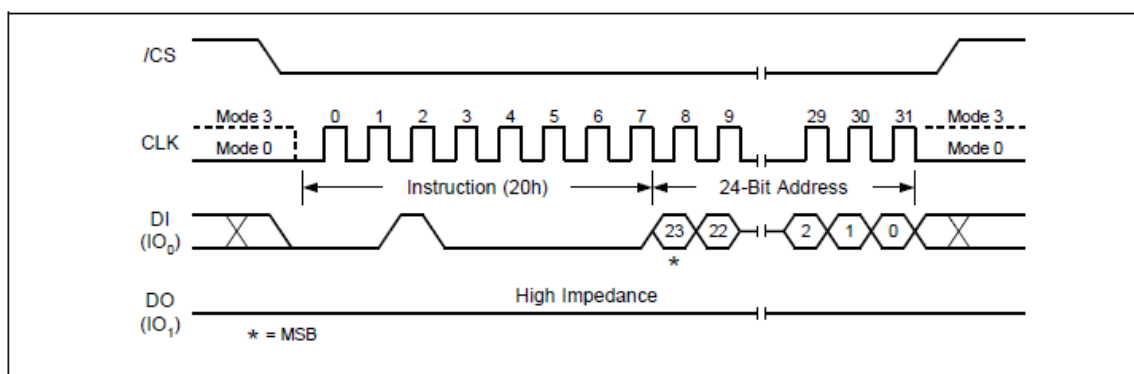 /CS
Mode 3 0 1 2 3 4 5 6 7 8 9 29 30 31 Mode 3
CLK Mode 0 Mode 0
Instruction (20h) 24-Bit Address
DI
(IO0) 23 22 2 1 0
*
DO High Impedance
(IO1)
* = MSB